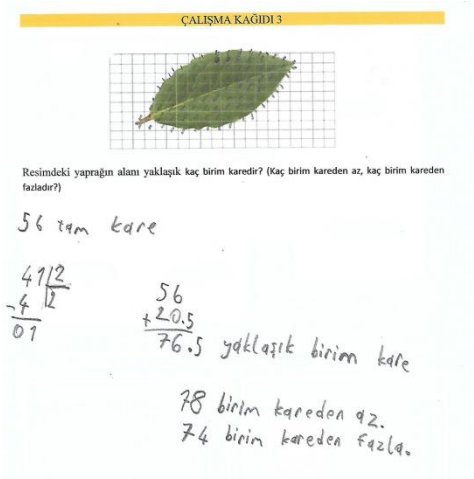 ÇALIŞMA KAĞIDI 3
Resimdeki yaprağın alanı yaklaşık kaç birim karedir? (Kaç birim kareden az, kaç birim kareden
fazladır?)
56 tam kare
41|2
-4 2
01
56
+20.5
76.5 yaklaşık birim kare
78 birim kareden az.
74 birim kareden fazla.